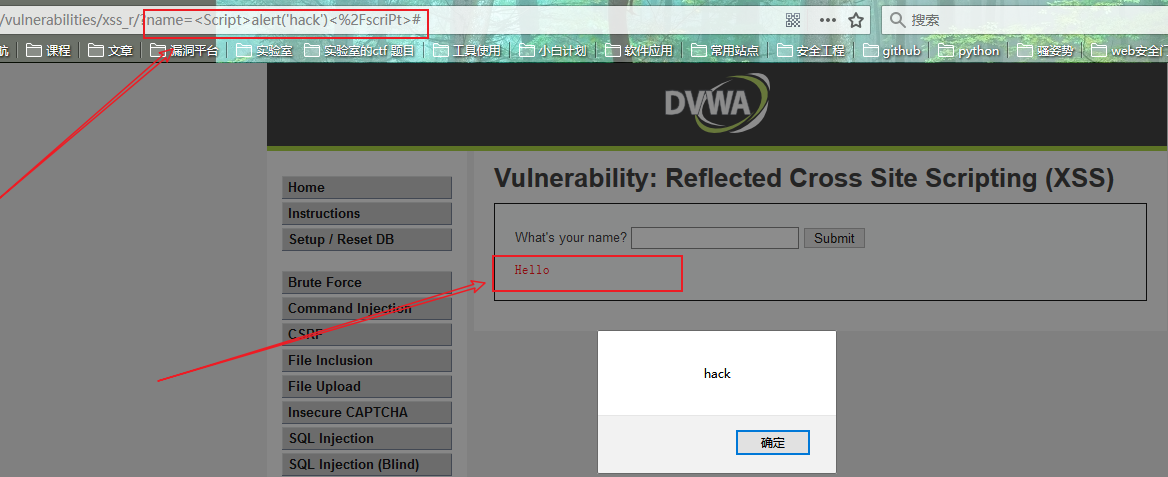 /vulnerabilities/xss_r/?name=<Script>alert('hack')<%2FscriPt>#
搜索
航 课程 文章 漏洞平台 实验室 实验室的ctf 题目 工具使用 小白计划 软件应用 常用站点 安全工程 github python 骚姿势 web安全门
DVWA
Vulnerability: Reflected Cross Site Scripting (XSS)
Home
Instructions
Setup / Reset DB
Brute Force
Command Injection
CSRF
File Inclusion
File Upload
Insecure CAPTCHA
SQL Injection
SQL Injection (Blind)
What's your name? Submit
Hello
hack
确定